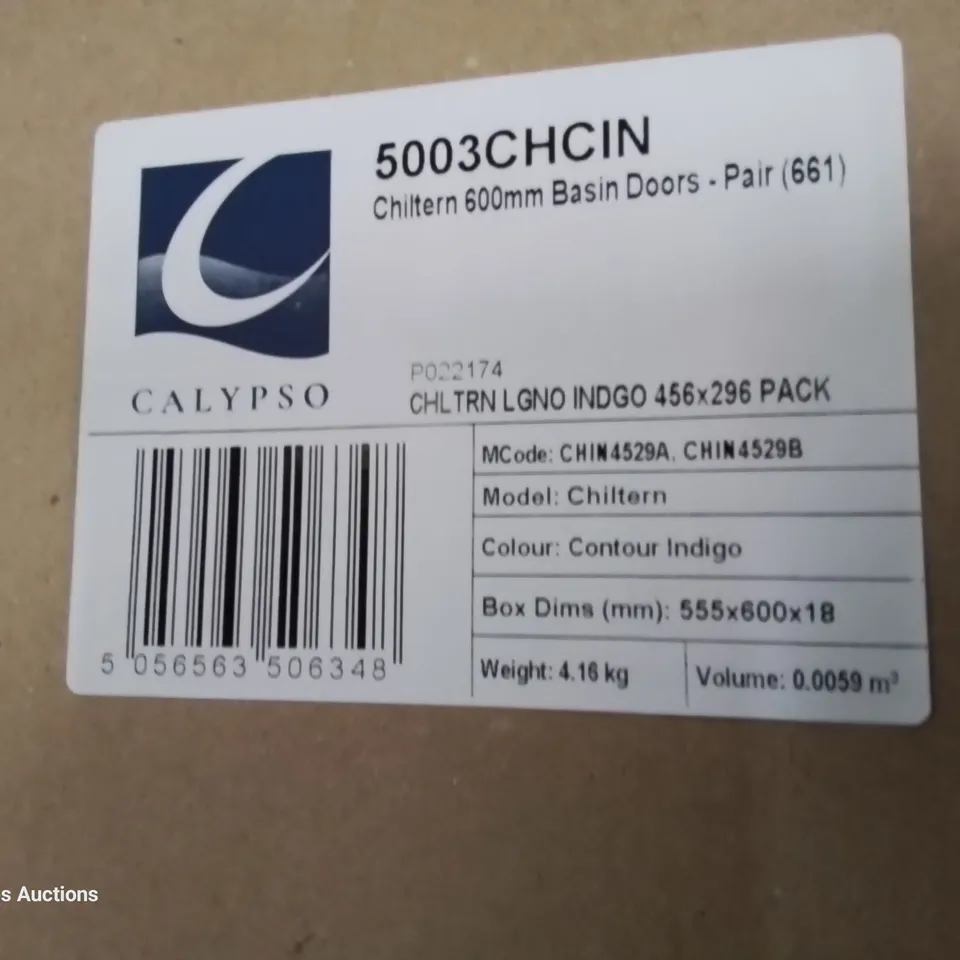 5003CHCIN
Chiltern 600mm Basin Doors - Pair (661)
CALYPSO
P022174
CHLTRN LGNO INDGO 456x296 PACK
MCode: CHIN4529A, CHIN4529B
Model: Chiltern
Colour: Contour Indigo
Box Dims (mm): 555x600x18
Weight: 4.16 kg
Volume: 0.0059 m³
5 056563 506348
s Auctions